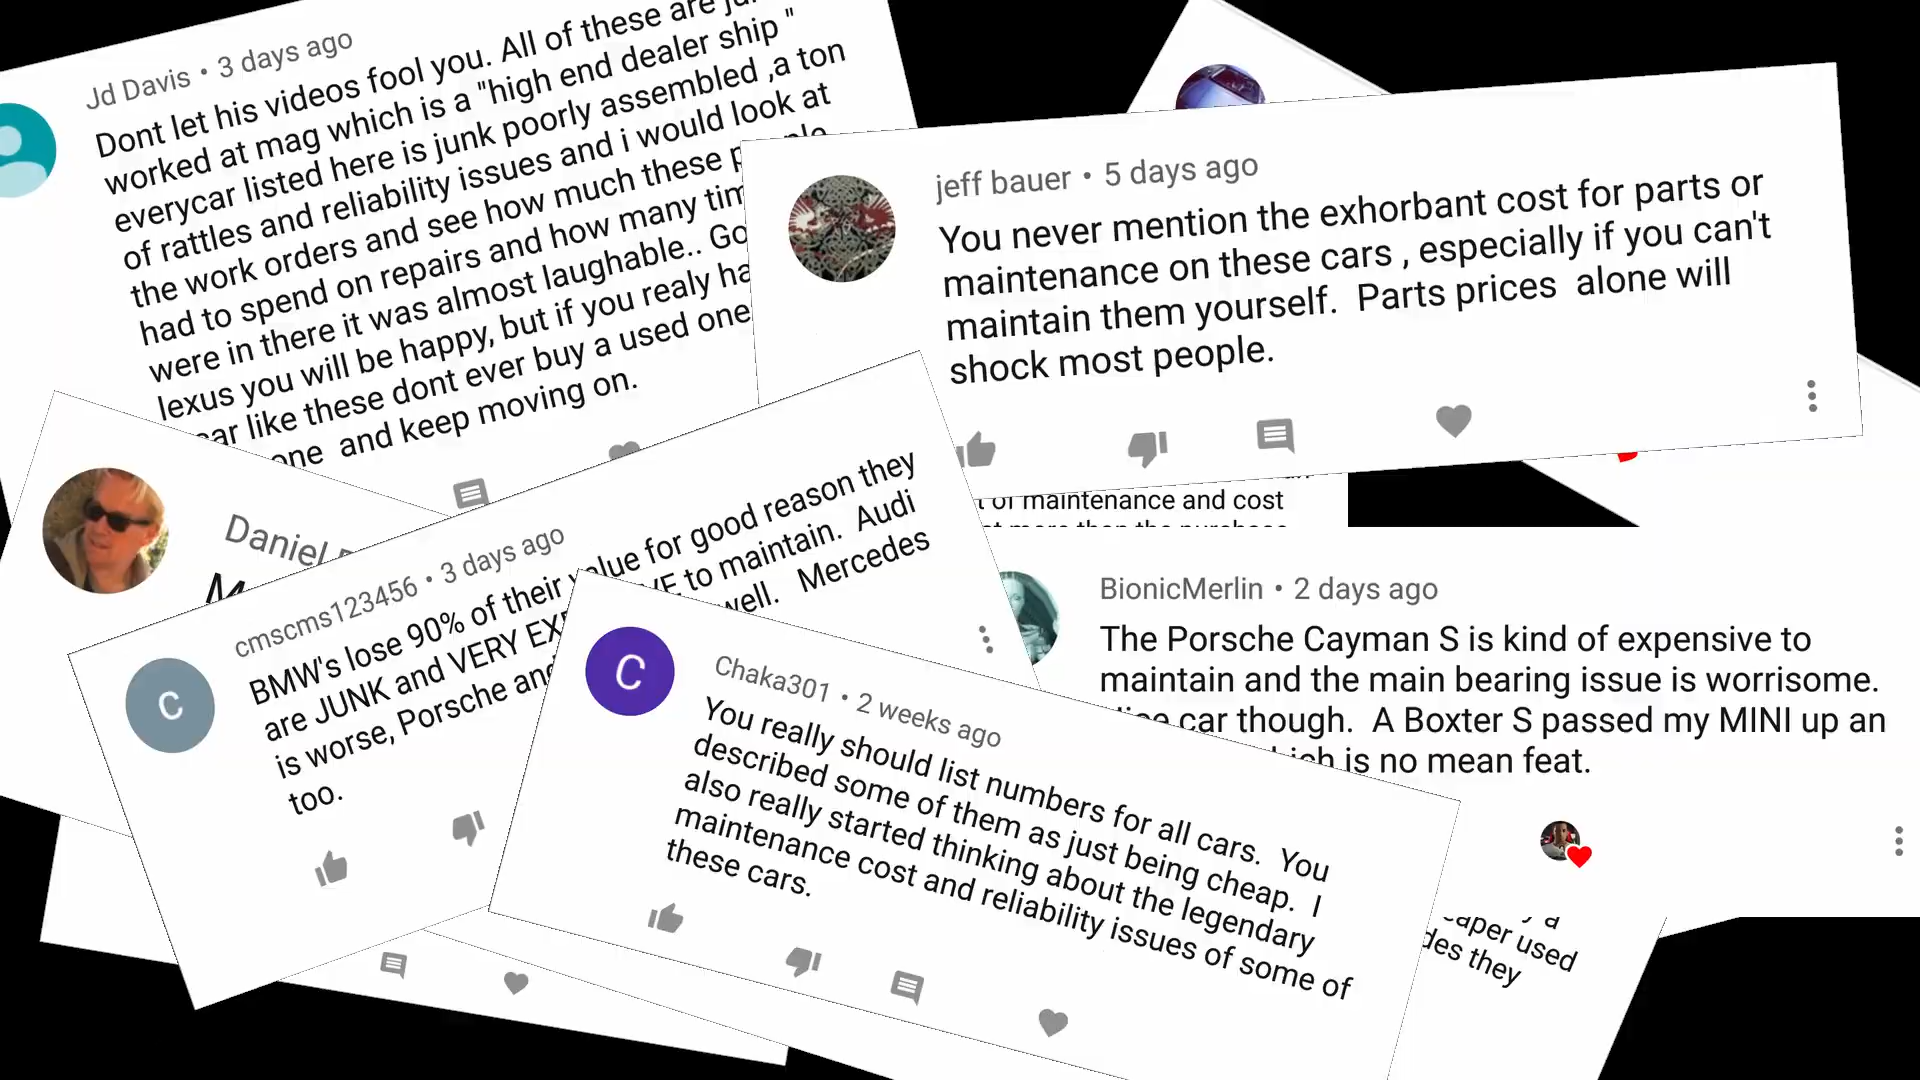 Jd Davis • 3 days ago
Dont let his videos fool you. All of these are
worked at mag which is a "high end dealer ship "
everycar listed here is junk poorly assembled ,a ton
of rattles and reliability issues and i would look at
the work orders and see how much these
had to spend on repairs and how many
were in there it was almost laughable..
lexus you will be happy, but if you realy
like these dont ever buy a used one
one and keep moving on.
jeff bauer • 5 days ago
You never mention the exhorbant cost for parts or
maintenance on these cars , especially if you can't
maintain them yourself. Parts prices alone will
shock most people.
of maintenance and cost
more than the purchase
Daniel
cmscms123456 • 3 days ago
BMW's lose 90% of their value for good reason they
are JUNK and VERY to maintain. Audi
is worse, Porsche and well. Mercedes
too.
C
BionicMerlin • 2 days ago
The Porsche Cayman S is kind of expensive to
maintain and the main bearing issue is worrisome.
car though. A Boxter S passed my MINI up an
is no mean feat.
C
Chaka301 • 2 weeks ago
You really should list numbers for all cars. You
described some of them as just being cheap. I
also really started thinking about the legendary
maintenance cost and reliability issues of some of
these cars.
a
used
they